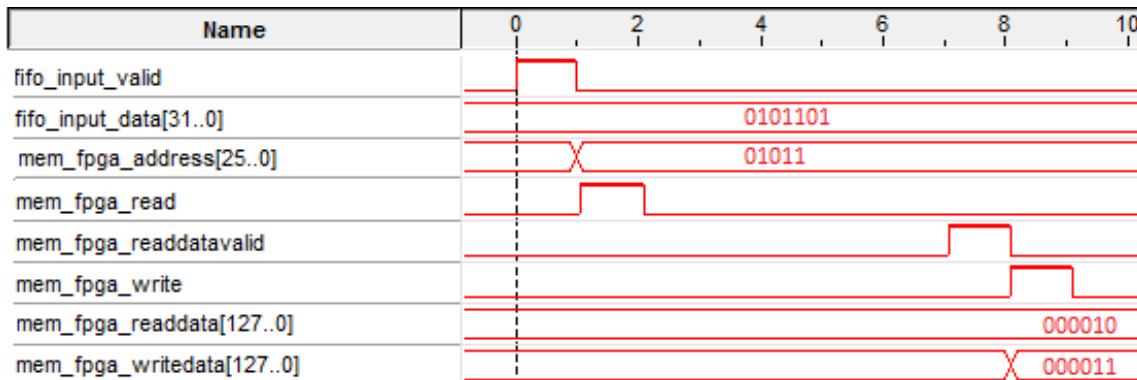 Name 0 2 4 6 8 10
fifo_input_valid
fifo_input_data[31..0] 0101101
mem_fpga_address[25..0] 01011
mem_fpga_read
mem_fpga_readdatavalid
mem_fpga_write
mem_fpga_readdata[127..0] 000010
mem_fpga_writedata[127..0] 000011